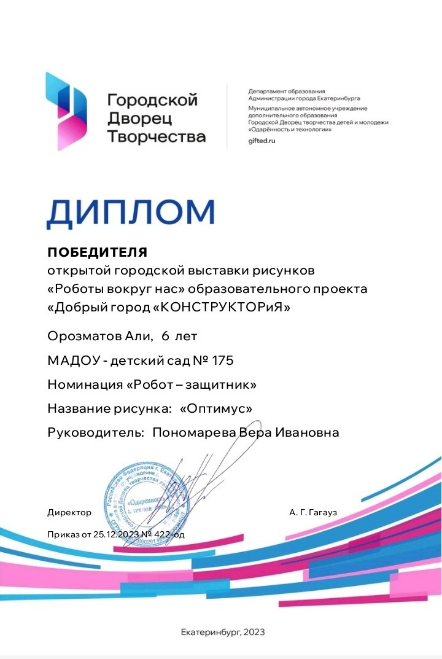 Городской
Дворец
Творчества
Департамент образования
Администрации города Екатеринбурга
Муниципальное автономное учреждение
дополнительного образования
Городской Дворец творчества детей и молодежи
«Одарённость и технологии»
gifted.ru
ДИПЛОМ
ПОБЕДИТЕЛЯ
открытой городской выставки рисунков
«Роботы вокруг нас» образовательного проекта
«Добрый город «КОНСТРУКТОРиЯ»
Орозматов Али, 6 лет
МАДОУ - детский сад № 175
Номинация «Робот – защитник»
Название рисунка: «Оптимус»
Руководитель: Пономарева Вера Ивановна
Директор
А. Г. Гагауз
Приказ от 25.12.2023 № 422-од
Екатеринбург, 2023